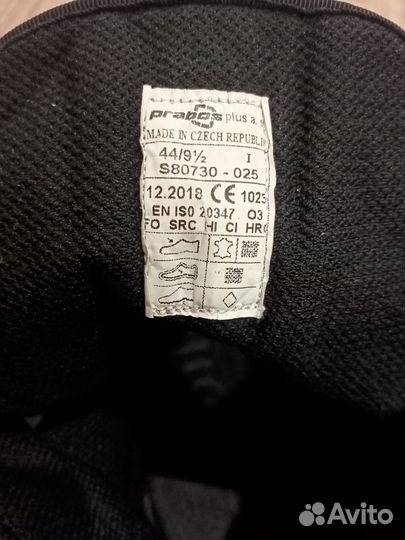 prabos plus a. s
MADE IN CZECH REPUBLIC
44/9½ I
S80730 - 025
12.2018 CE 1023
EN ISO 20347 O3
FO SRC HI CI HRO
Avito